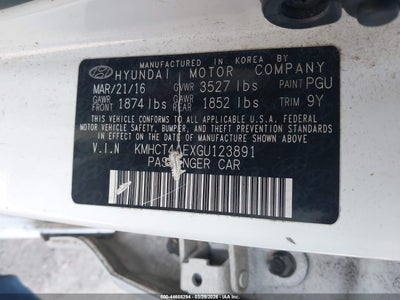 MANUFACTURED IN KOREA BY
HYUNDAI MOTOR COMPANY
MAR/21/16 GVWR 3527 lbs PAINT PGU
GAWR FRONT 1874 lbs GAWR REAR 1852 lbs TRIM 9Y
THIS VEHICLE CONFORMS TO ALL APPLICABLE
FEDERAL MOTOR VEHICLE SAFETY, BUMPER, AND
THEFT PREVENTION STANDARDS IN EFFECT ON
THE DATE OF MANUFACTURE SHOWN ABOVE.
V.I.N KMHCT4AEXGU123891
PASSENGER CAR